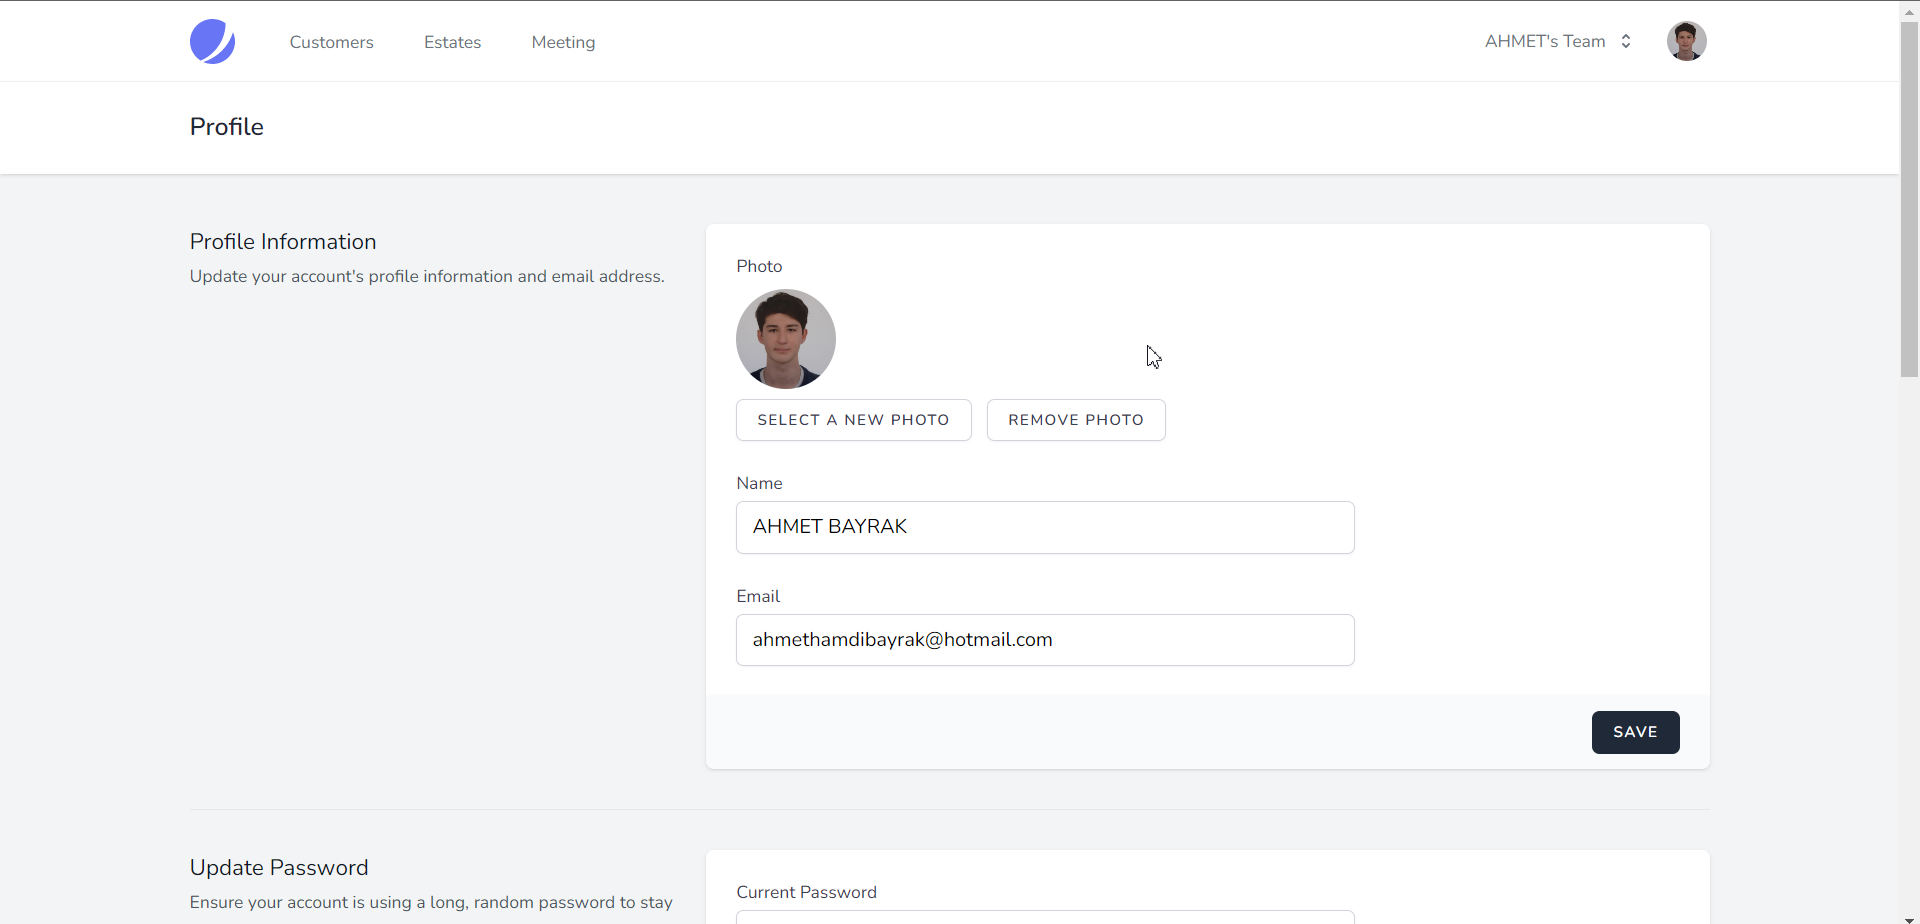 Customers Estates Meeting AHMET's Team
Profile
Profile Information
Update your account's profile information and email address.
Photo
SELECT A NEW PHOTO REMOVE PHOTO
Name
AHMET BAYRAK
Email
ahmethamdibayrak@hotmail.com
SAVE
Update Password
Ensure your account is using a long, random password to stay
Current Password